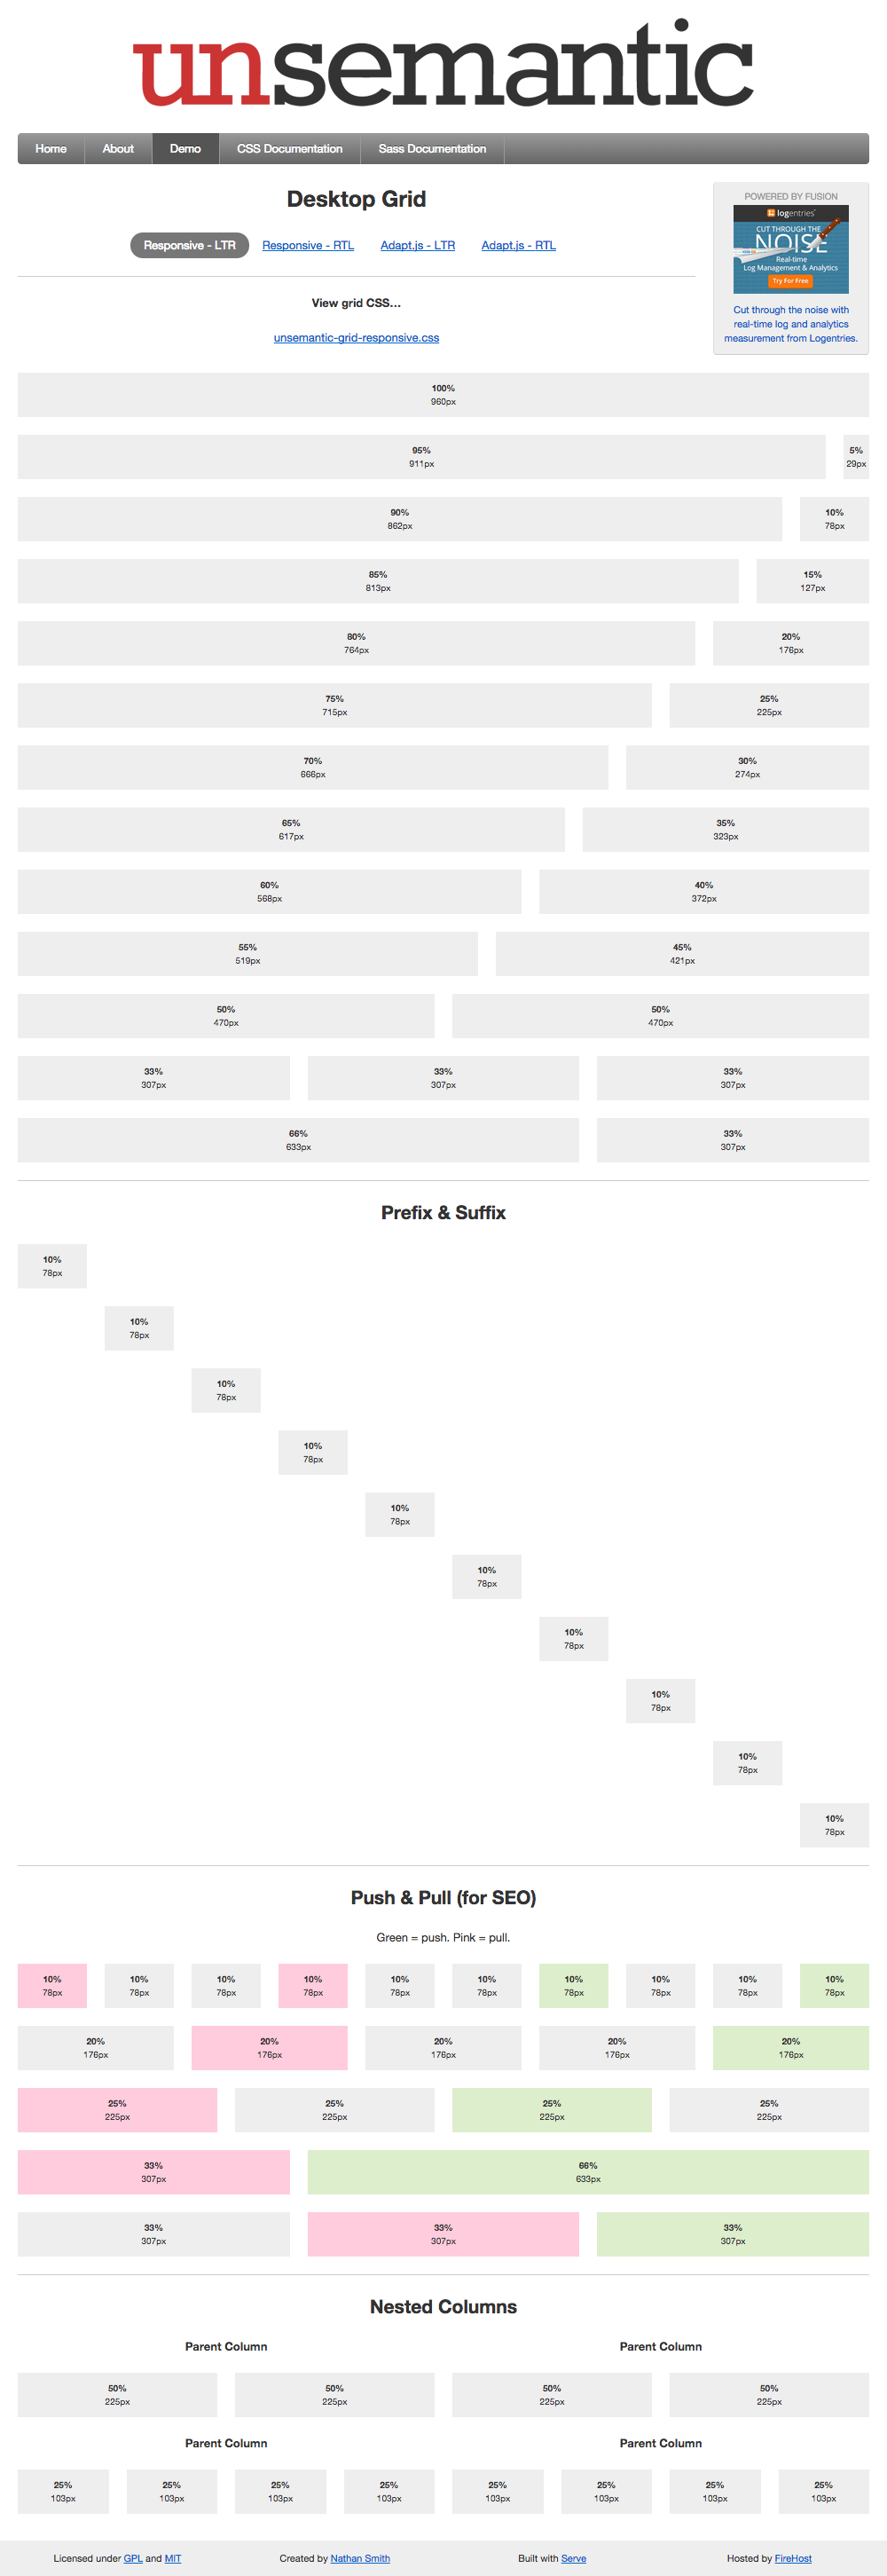 unsemantic
Home About Demo CSS Documentation Sass Documentation
Desktop Grid
Responsive - LTR Responsive - RTL Adapt.js - LTR Adapt.js - RTL
View grid CSS...
unsemantic-grid-responsive.css
POWERED BY FUSION
logentries
CUT THROUGH THE
NOISE
Real-time
Log Management & Analytics
Try For Free
Cut through the noise with
real-time log and analytics
measurement from Logentries.
100%
960px
95% 5%
911px 29px
90% 10%
862px 78px
85% 15%
813px 127px
80% 20%
764px 176px
75% 25%
715px 225px
70% 30%
666px 274px
65% 35%
617px 323px
60% 40%
568px 372px
55% 45%
519px 421px
50% 50%
470px 470px
33% 33% 33%
307px 307px 307px
66% 33%
633px 307px
Prefix & Suffix
10%
78px
10%
78px
10%
78px
10%
78px
10%
78px
10%
78px
10%
78px
10%
78px
10%
78px
10%
78px
Push & Pull (for SEO)
Green = push. Pink = pull.
10% 10% 10% 10% 10% 10% 10% 10% 10% 10%
78px 78px 78px 78px 78px 78px 78px 78px 78px 78px
20% 20% 20% 20% 20%
176px 176px 176px 176px 176px
25% 25% 25% 25%
225px 225px 225px 225px
33% 66%
307px 633px
33% 33% 33%
307px 307px 307px
Nested Columns
Parent Column Parent Column
50% 50% 50% 50%
225px 225px 225px 225px
Parent Column Parent Column
25% 25% 25% 25% 25% 25% 25% 25%
103px 103px 103px 103px 103px 103px 103px 103px
Licensed under GPL and MIT Created by Nathan Smith Built with Serve Hosted by FireHost